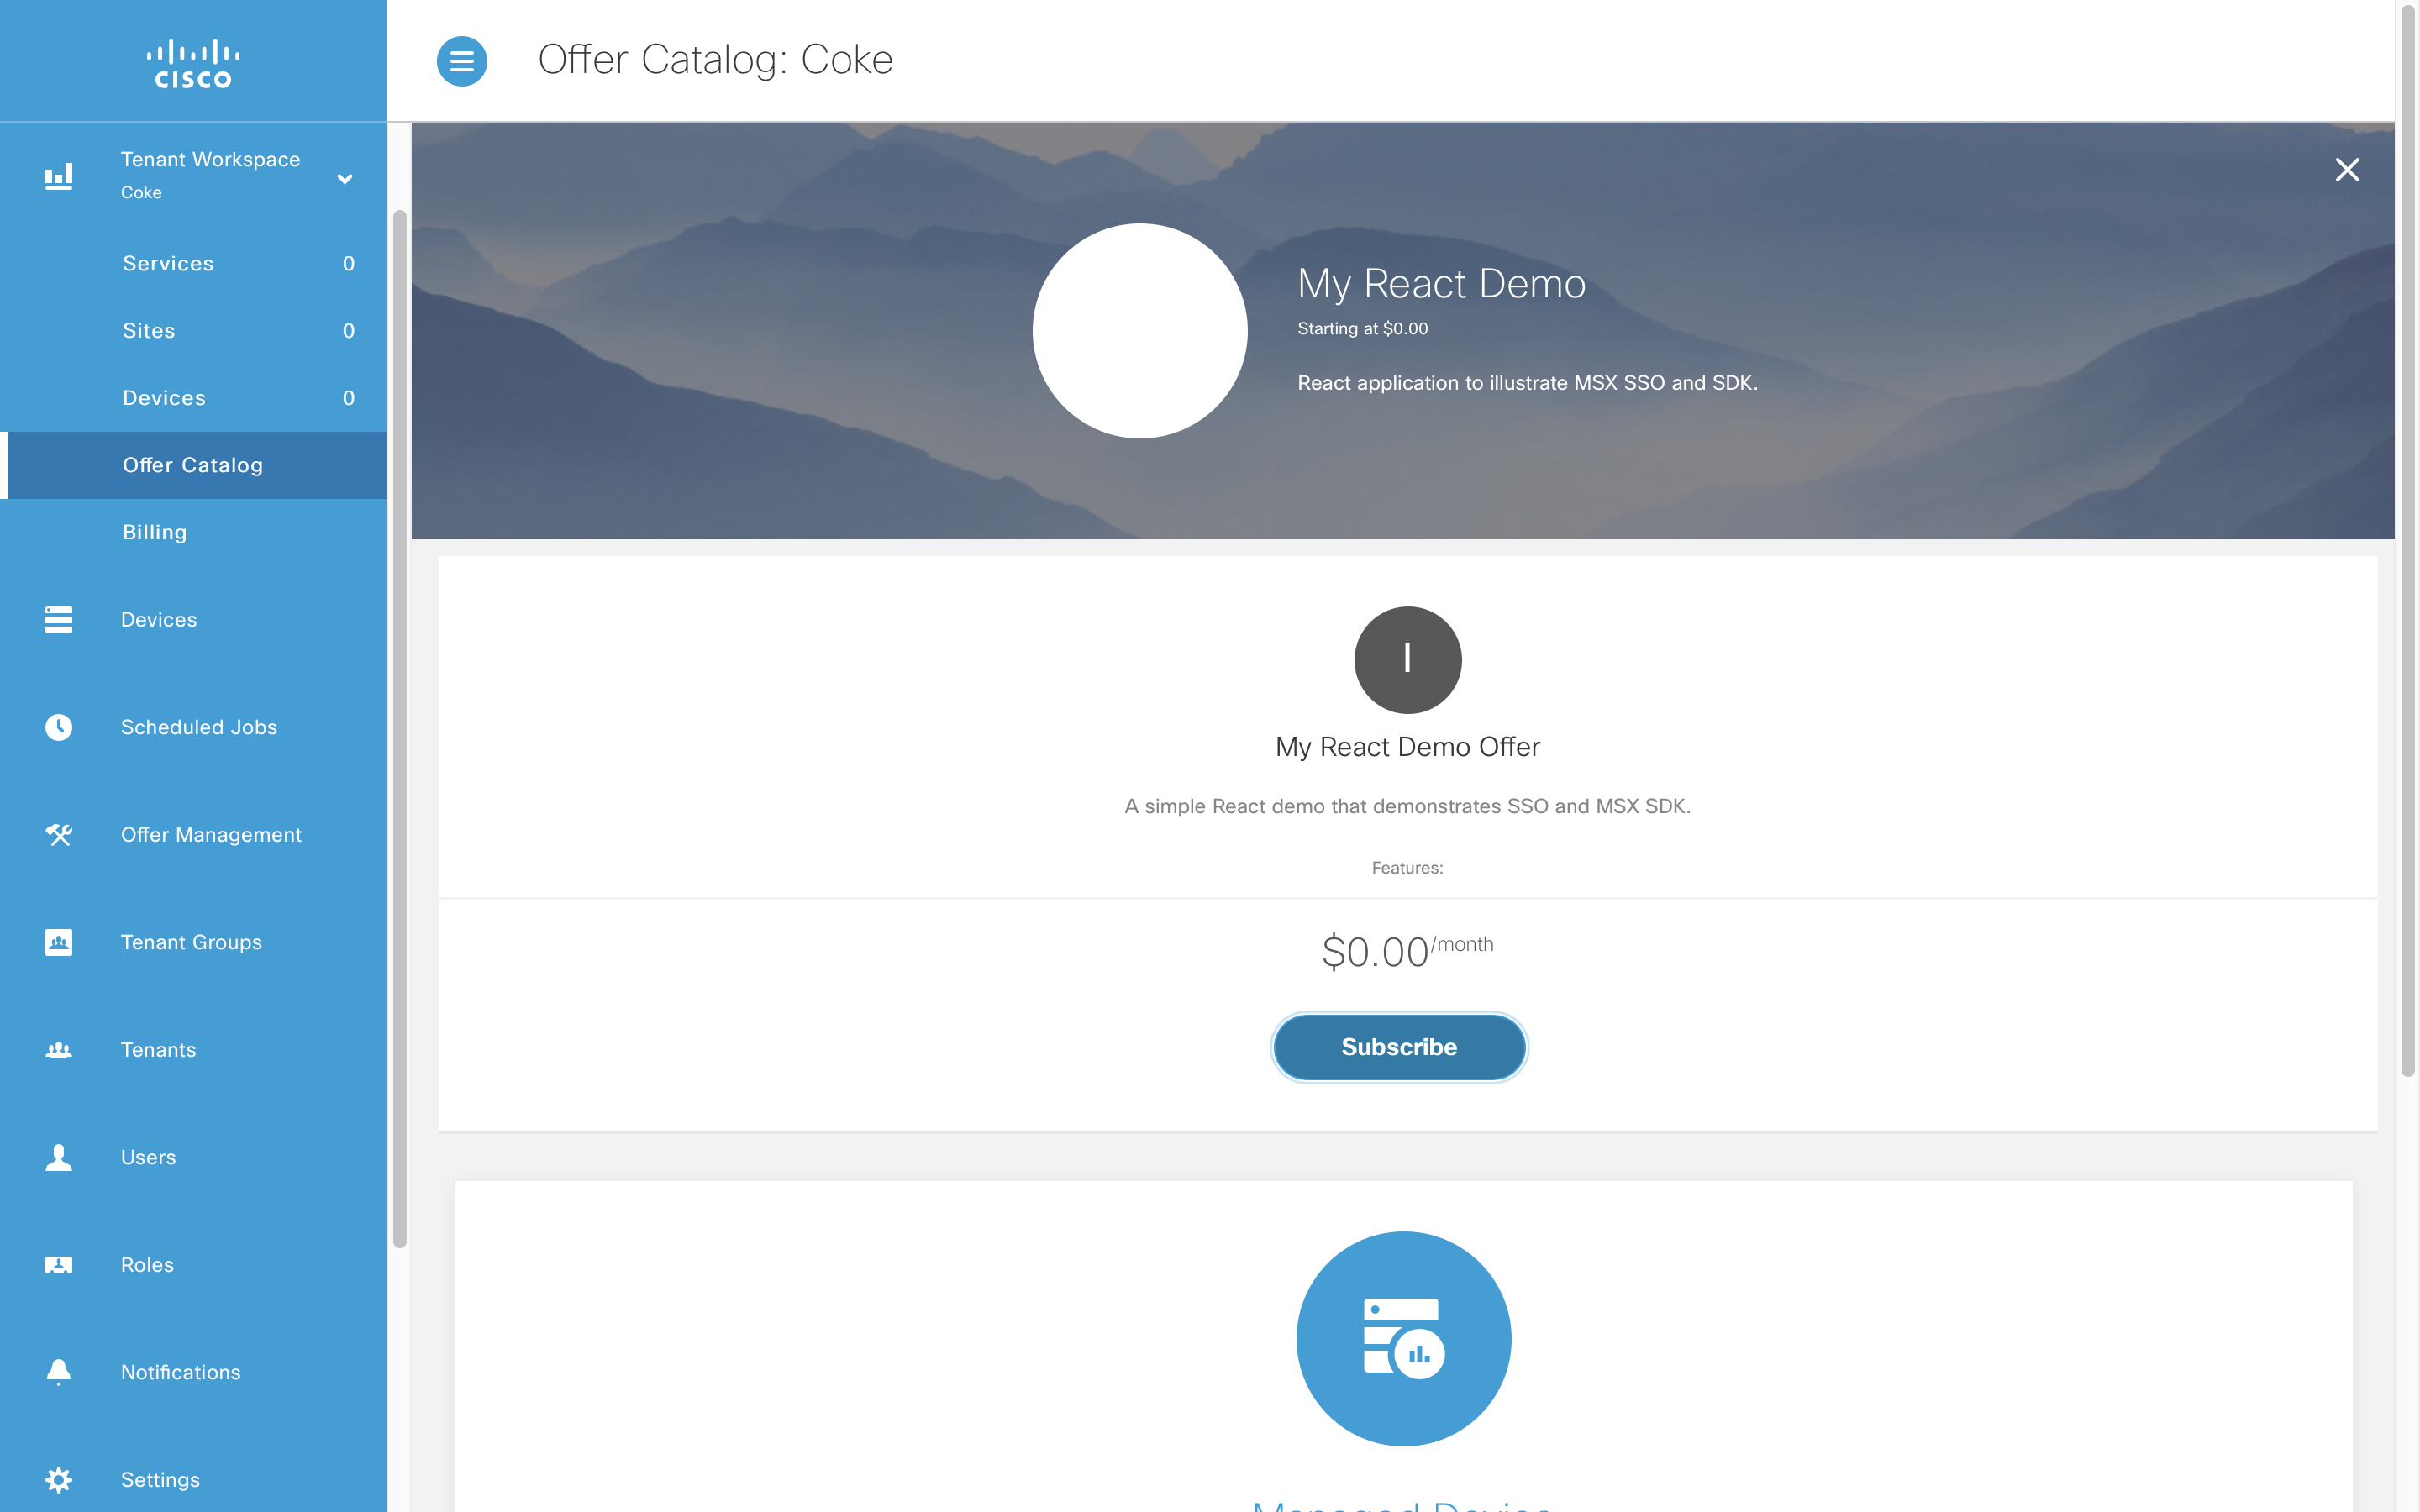 CISCO
Offer Catalog: Coke
Tenant Workspace
Coke
Services 0
Sites 0
Devices 0
Offer Catalog
Billing
Devices
Scheduled Jobs
Offer Management
Tenant Groups
Tenants
Users
Roles
Notifications
Settings
My React Demo
Starting at $0.00
React application to illustrate MSX SSO and SDK.
I
My React Demo Offer
A simple React demo that demonstrates SSO and MSX SDK.
Features:
$0.00/month
Subscribe
Managed Device